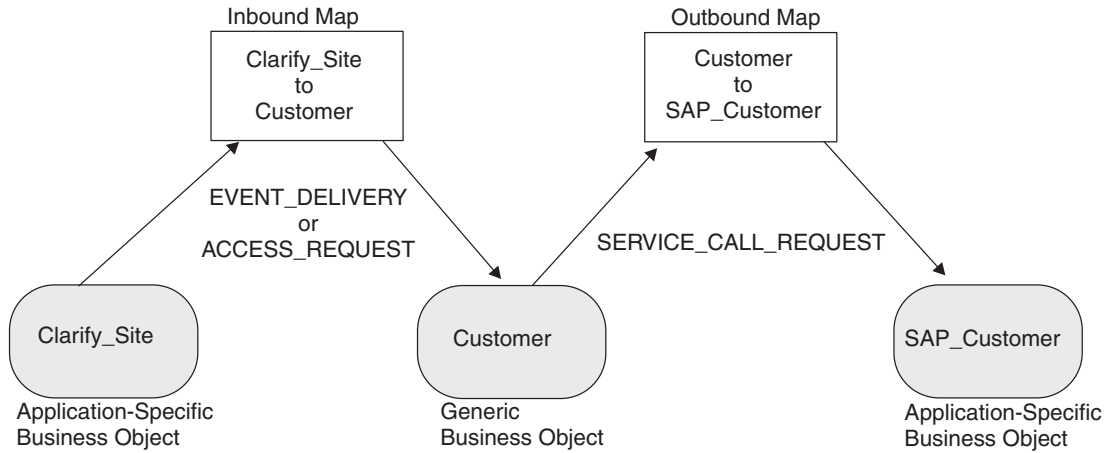 Inbound Map
Clarify_Site
to
Customer
Outbound Map
Customer
to
SAP_Customer
EVENT_DELIVERY
or
ACCESS_REQUEST
SERVICE_CALL_REQUEST
Clarify_Site
Customer
SAP_Customer
Application-Specific
Business Object
Generic
Business Object
Application-Specific
Business Object